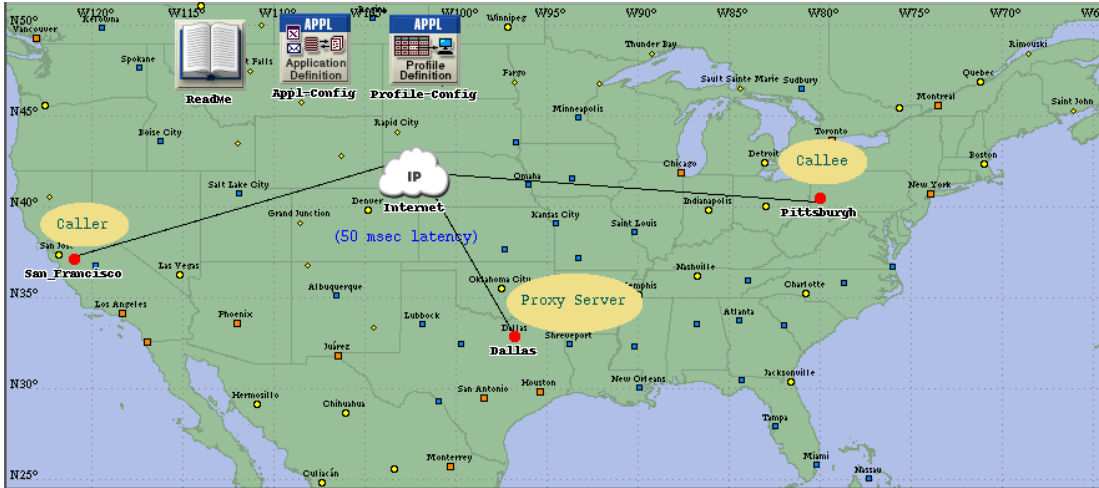 W120° W115° W110° W105° W100° W95° W90° W85° W80° W75° W70°
N50°
Kelowna
Vancouver
Winnipeg
APPL
Application
Definition
Appl-Config
APPL
Profile
Definition
Profile-Config
ReadMe
Spokane
Falls
Thunder Bay
Rimouski
Fargo
Sault Sainte Marie
Sudbury
Quebec
Montreal
Saint John
N45°
Minneapolis
Rapid City
Boise City
Toronto
Callee
Detroit
Boston
Chicago
IP
Internet
Omaha
Salt Lake City
New York
N40°
Denver
Indianapolis
Pittsburgh
Caller
Grand Junction
Kansas City
Saint Louis
(50 msec latency)
San Jose
San_Francisco
Las Vegas
Nashville
Oklahoma City
Memphis
Charlotte
Proxy Server
Albuquerque
N35°
Los Angeles
Phoenix
Lubbock
Atlanta
Dallas
Shreveport
Dallas
Juárez
N30°
Jacksonville
New Orleans
San Antonio
Houston
Hermosillo
Chihuahua
Tampa
Monterrey
Miami
Nassau
N25°
Culiacán